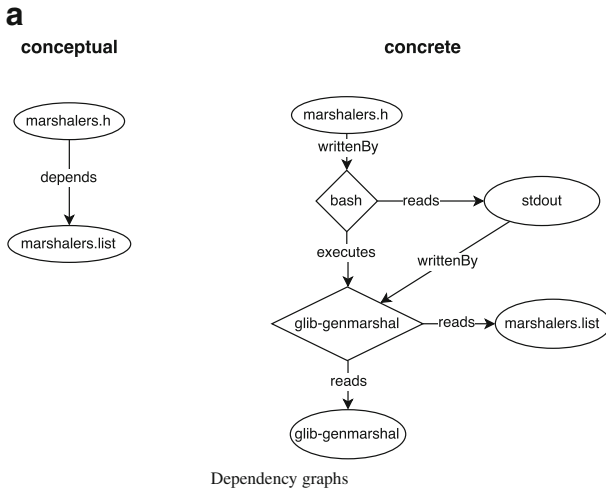 a
conceptual
concrete
marshalers.h
depends
marshalers.list
marshalers.h
writtenBy
bash
reads
stdout
executes
writtenBy
glib-genmarshal
reads
marshalers.list
reads
glib-genmarshal
Dependency graphs